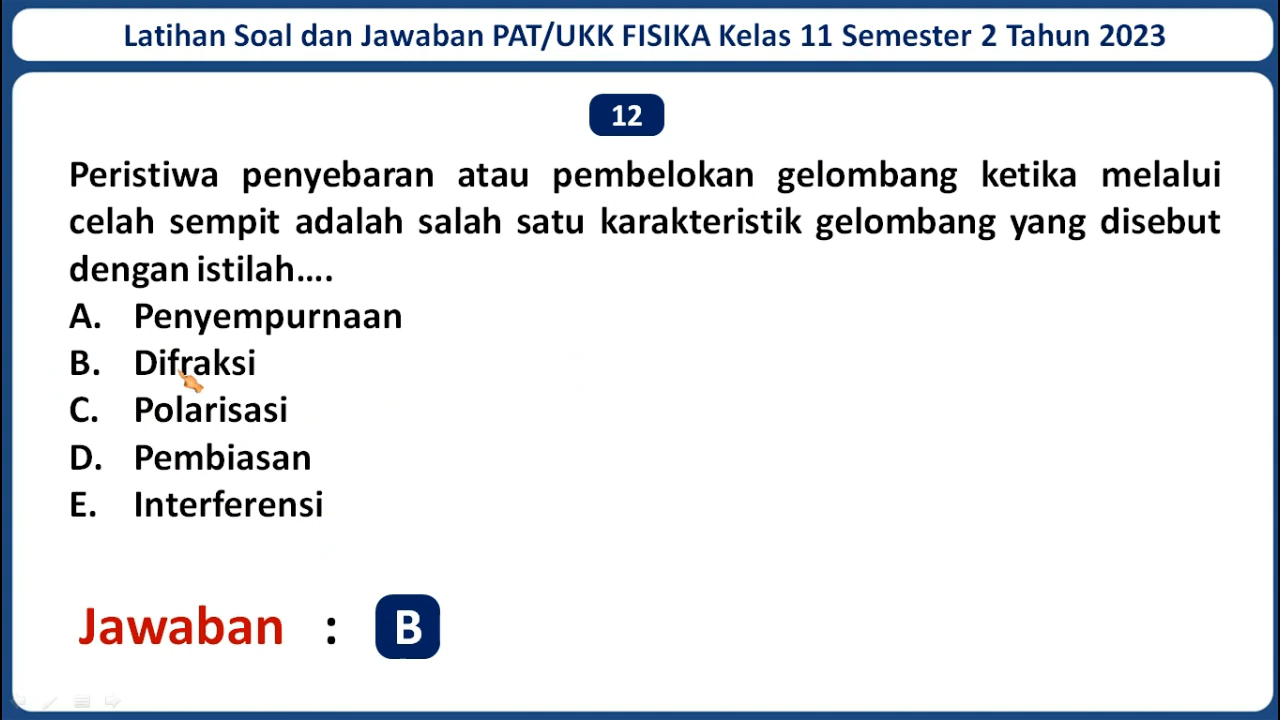 Latihan Soal dan Jawaban PAT/UKK FISIKA Kelas 11 Semester 2 Tahun 2023
12
Peristiwa penyebaran atau pembelokan gelombang ketika melalui
celah sempit adalah salah satu karakteristik gelombang yang disebut
dengan istilah....
A. Penyempurnaan
B. Difraksi
C. Polarisasi
D. Pembiasan
E. Interferensi
Jawaban : B